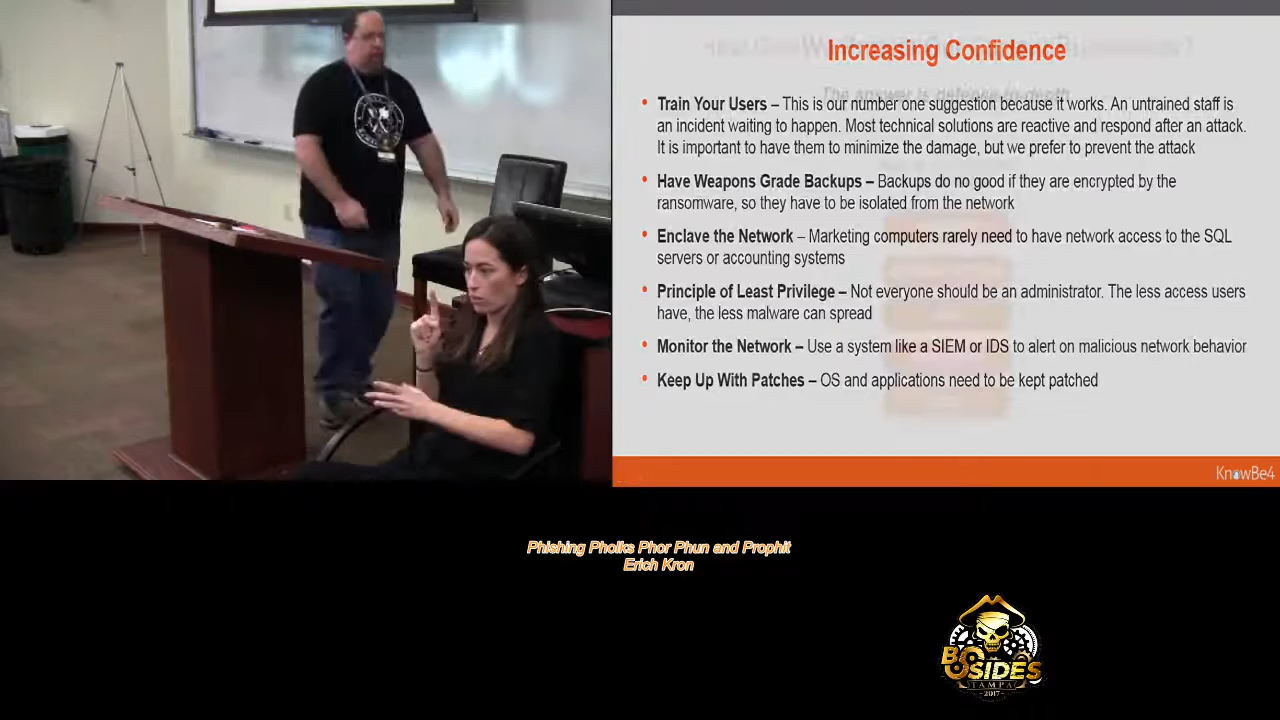 Increasing Confidence
The answer is defense in depth
• Train Your Users – This is our number one suggestion because it works. An untrained staff is
an incident waiting to happen. Most technical solutions are reactive and respond after an attack.
It is important to have them to minimize the damage, but we prefer to prevent the attack
• Have Weapons Grade Backups – Backups do no good if they are encrypted by the
ransomware, so they have to be isolated from the network
• Enclave the Network – Marketing computers rarely need to have network access to the SQL
servers or accounting systems
• Principle of Least Privilege – Not everyone should be an administrator. The less access users
have, the less malware can spread
• Monitor the Network – Use a system like a SIEM or IDS to alert on malicious network behavior
• Keep Up With Patches – OS and applications need to be kept patched
KnowBe4
Phishing Pholks Phor Phun and Prophit
Erich Kron
BSIDES
TAMPA
-2017-